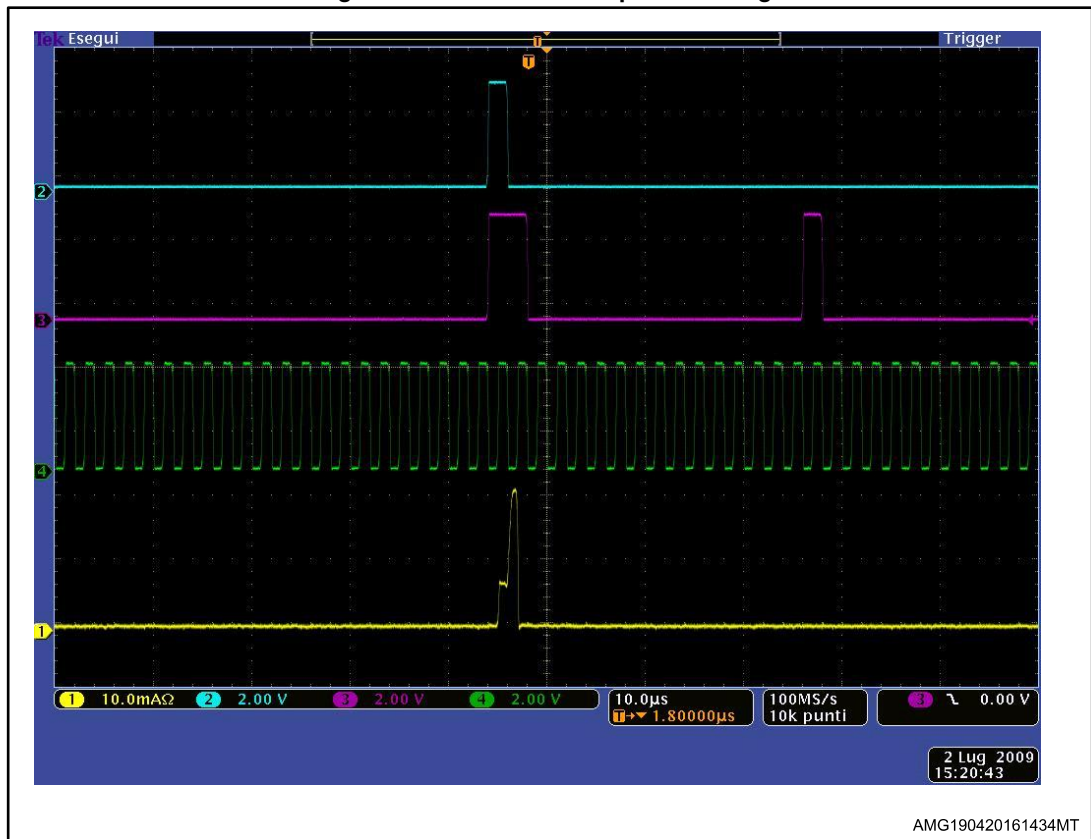 Tek Esegui Trigger
T
T
2
3
4
1
1 10.0mAΩ 2 2.00 V 3 2.00 V 4 2.00 V
10.0µs
T→▼ 1.80000µs
100MS/s
10k punti
3 0.00 V
2 Lug 2009
15:20:43
AMG190420161434MT